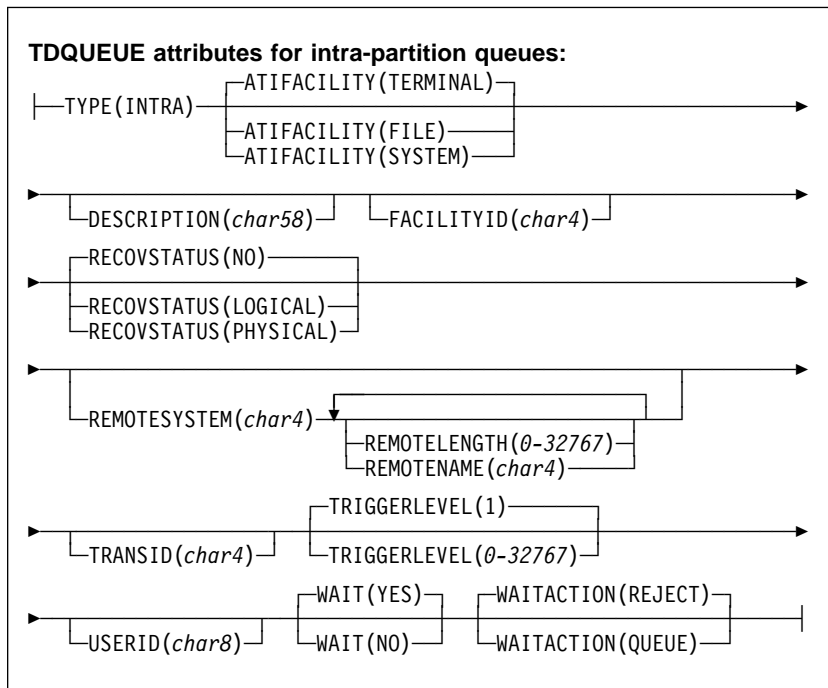 TDQUEUE attributes for intra-partition queues:
ATIFACILITY(TERMINAL)
TYPE(INTRA)
ATIFACILITY(FILE)
ATIFACILITY(SYSTEM)
DESCRIPTION(char58) FACILITYID(char4)
RECOVSTATUS(NO)
RECOVSTATUS(LOGICAL)
RECOVSTATUS(PHYSICAL)
REMOTESYSTEM(char4)
REMOTELENGTH(0-32767)
REMOTENAME(char4)
TRIGGERLEVEL(1)
TRANSID(char4) TRIGGERLEVEL(0-32767)
WAIT(YES) WAITACTION(REJECT)
USERID(char8) WAIT(NO) WAITACTION(QUEUE)